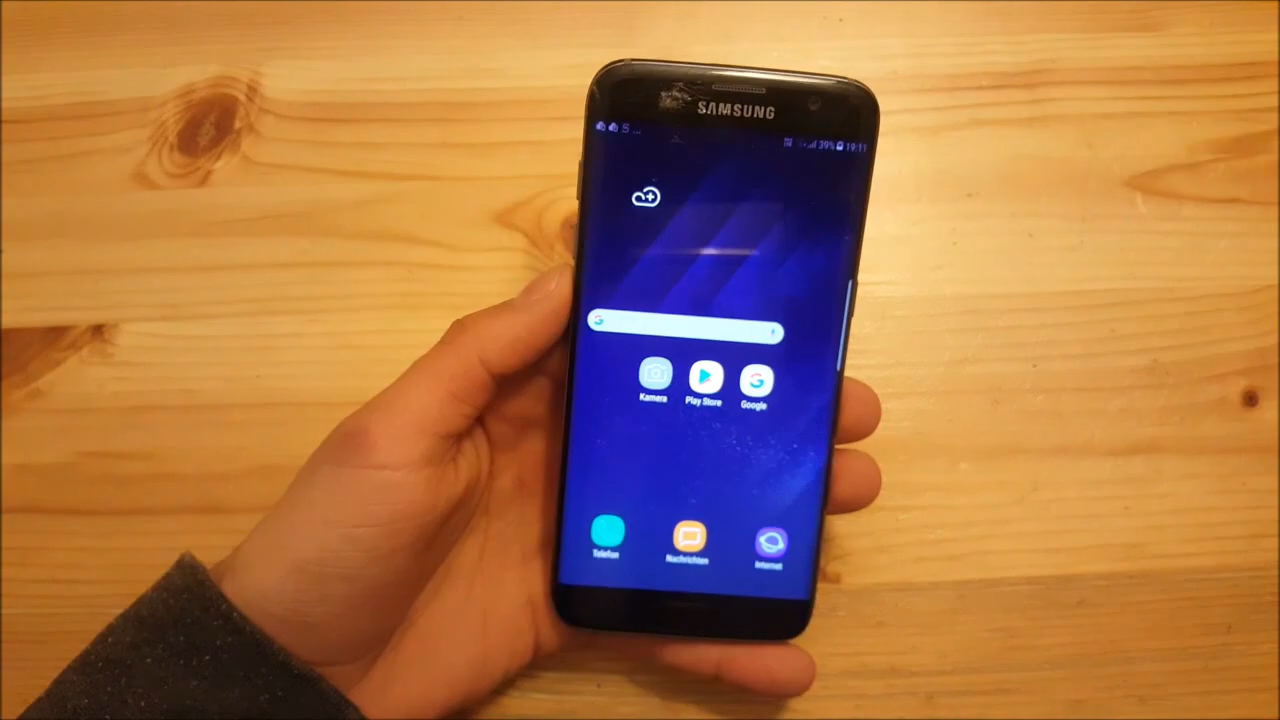 SAMSUNG
39% 19:11
Kamera
Play Store
Google
Telefon
Nachrichten
Internet